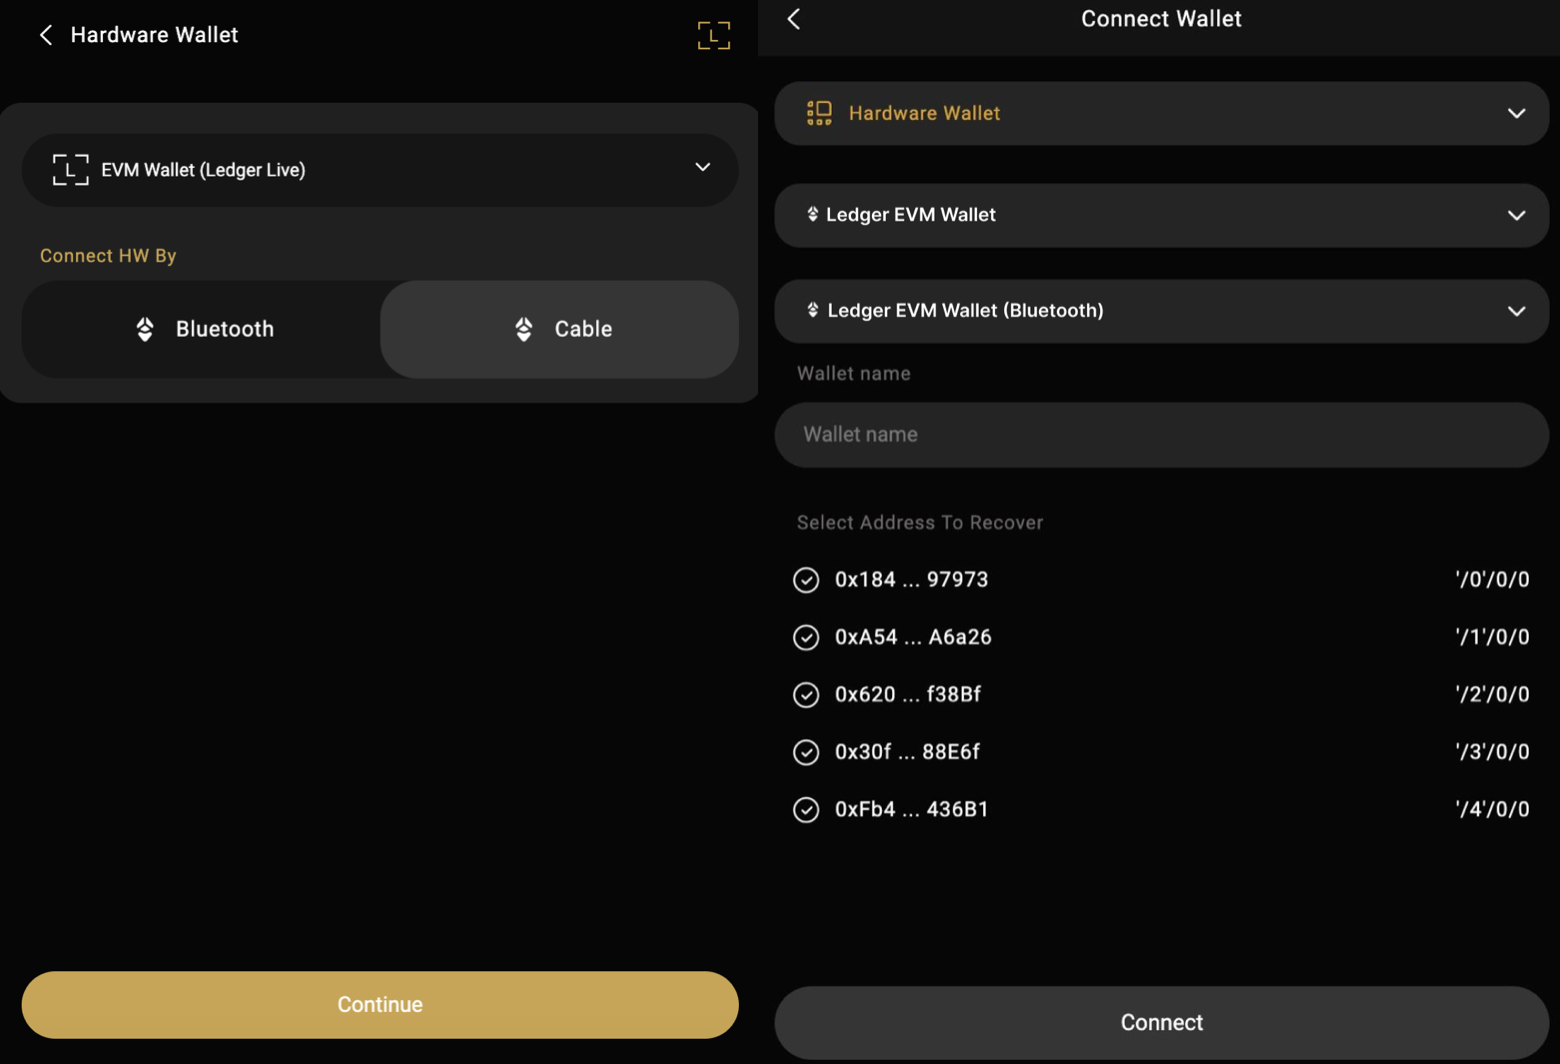 Hardware Wallet
L
L EVM Wallet (Ledger Live)
Connect HW By
Bluetooth
Cable
Continue
Connect Wallet
Hardware Wallet
Ledger EVM Wallet
Ledger EVM Wallet (Bluetooth)
Wallet name
Wallet name
Select Address To Recover
0x184 ... 97973 '/0'/0/0
0xA54 ... A6a26 '/1'/0/0
0x620 ... f38Bf '/2'/0/0
0x30f ... 88E6f '/3'/0/0
0xFb4 ... 436B1 '/4'/0/0
Connect